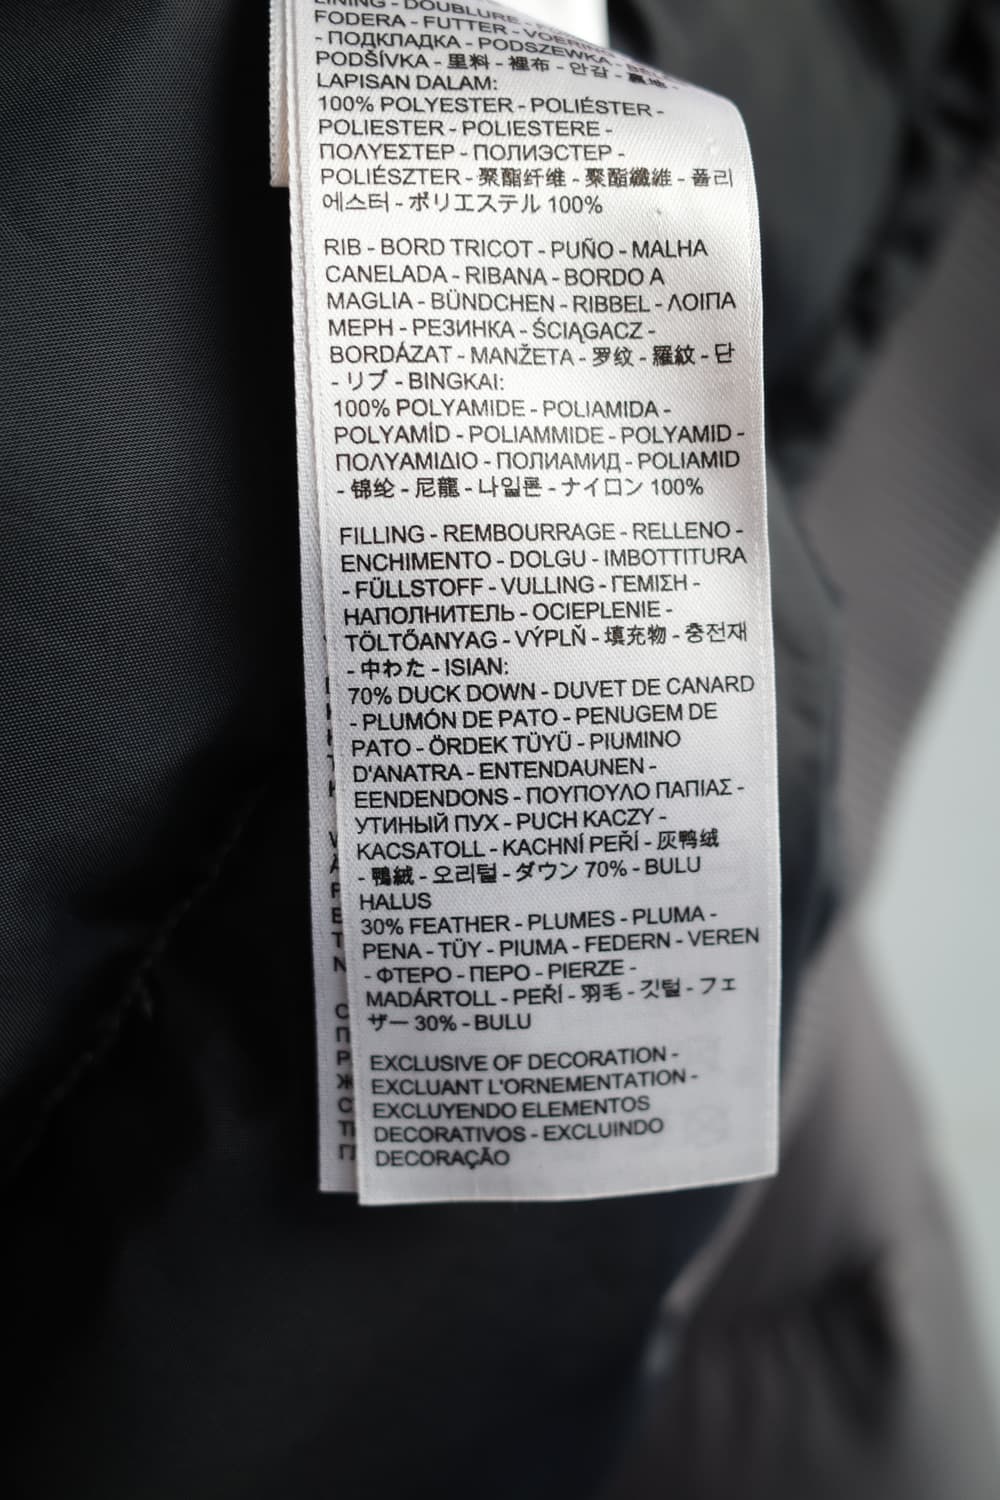 LINING - DOUBLURE -
FODERA - FUTTER - VOERING
- ПОДКЛАДКА - PODSZEWKA -
PODŠÍVKA - 里料 - 裡布 - 안감 - 裏地 -
LAPISAN DALAM:
100% POLYESTER - POLIÉSTER -
POLIESTER - POLIESTERE -
ΠΟΛΥΕΣΤΕΡ - ПОЛИЭСТЕР -
POLIÉSZTER - 聚酯纤维 - 聚酯纖維 - 폴리
에스터 - ポリエステル 100%
RIB - BORD TRICOT - PUÑO - MALHA
CANELADA - RIBANA - BORDO A
MAGLIA - BÜNDCHEN - RIBBEL - ΛΟΙΠΑ
ΜΕΡΗ - РЕЗИНКА - ŚCIĄGACZ -
BORDÁZAT - MANŽETA - 罗纹 - 羅紋 - 단
- リブ - BINGKAI:
100% POLYAMIDE - POLIAMIDA -
POLYAMİD - POLIAMMIDE - POLYAMID -
ΠΟΛΥΑΜΙΔΙΟ - ПОЛИАМИД - POLIAMID
- 锦纶 - 尼龍 - 나일론 - ナイロン 100%
FILLING - REMBOURRAGE - RELLENO -
ENCHIMENTO - DOLGU - IMBOTTITURA
- FÜLLSTOFF - VULLING - ΓΕΜΙΣΗ -
НАПОЛНИТЕЛЬ - OCIEPLENIE -
TÖLTŐANYAG - VÝPLŇ - 填充物 - 충전재
- 中わた - ISIAN:
70% DUCK DOWN - DUVET DE CANARD
- PLUMÓN DE PATO - PENUGEM DE
PATO - ÖRDEK TÜYÜ - PIUMINO
D'ANATRA - ENTENDAUNEN -
EENDENDONS - ΠΟΥΠΟΥΛΟ ΠΑΠΙΑΣ -
УТИНЫЙ ПУХ - PUCH KACZY -
KACSATOLL - KACHNÍ PEŘÍ - 灰鸭绒
- 鴨絨 - 오리털 - ダウン 70% - BULU
HALUS
30% FEATHER - PLUMES - PLUMA -
PENA - TÜY - PIUMA - FEDERN - VEREN
- ΦΤΕΡΟ - ПЕРО - PIERZE -
MADÁRTOLL - PEŘÍ - 羽毛 - 깃털 - フェ
ザー 30% - BULU
EXCLUSIVE OF DECORATION -
EXCLUANT L'ORNEMENTATION -
EXCLUYENDO ELEMENTOS
DECORATIVOS - EXCLUINDO
DECORAÇÃO